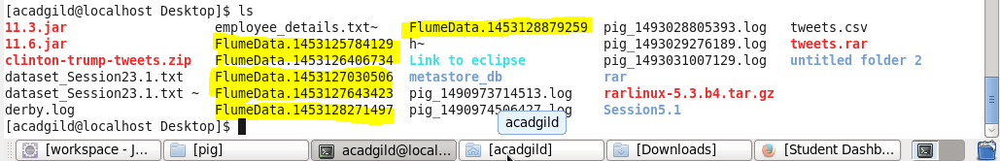 [acadgild@localhost Desktop]$ ls
11.3.jar employee_details.txt~ FlumeData.1453128879259 pig_1493028805393.log tweets.csv
11.6.jar FlumeData.1453125784129 h~ pig_1493029276189.log tweets.rar
clinton-trump-tweets.zip FlumeData.1453126406734 Link to eclipse pig_1493031007129.log untitled folder 2
dataset_Session23.1.txt FlumeData.1453127030506 metastore_db rar
dataset_Session23.1.txt ~ FlumeData.1453127643423 pig_1490973714513.log rarlinux-5.3.b4.tar.gz
derby.log FlumeData.1453128271497 pig_1490974506427.log Session5.1
[acadgild@localhost Desktop]$
acadgild
[workspace - J... [pig] acadgild@local... [acadgild] [Downloads] [Student Dashb...